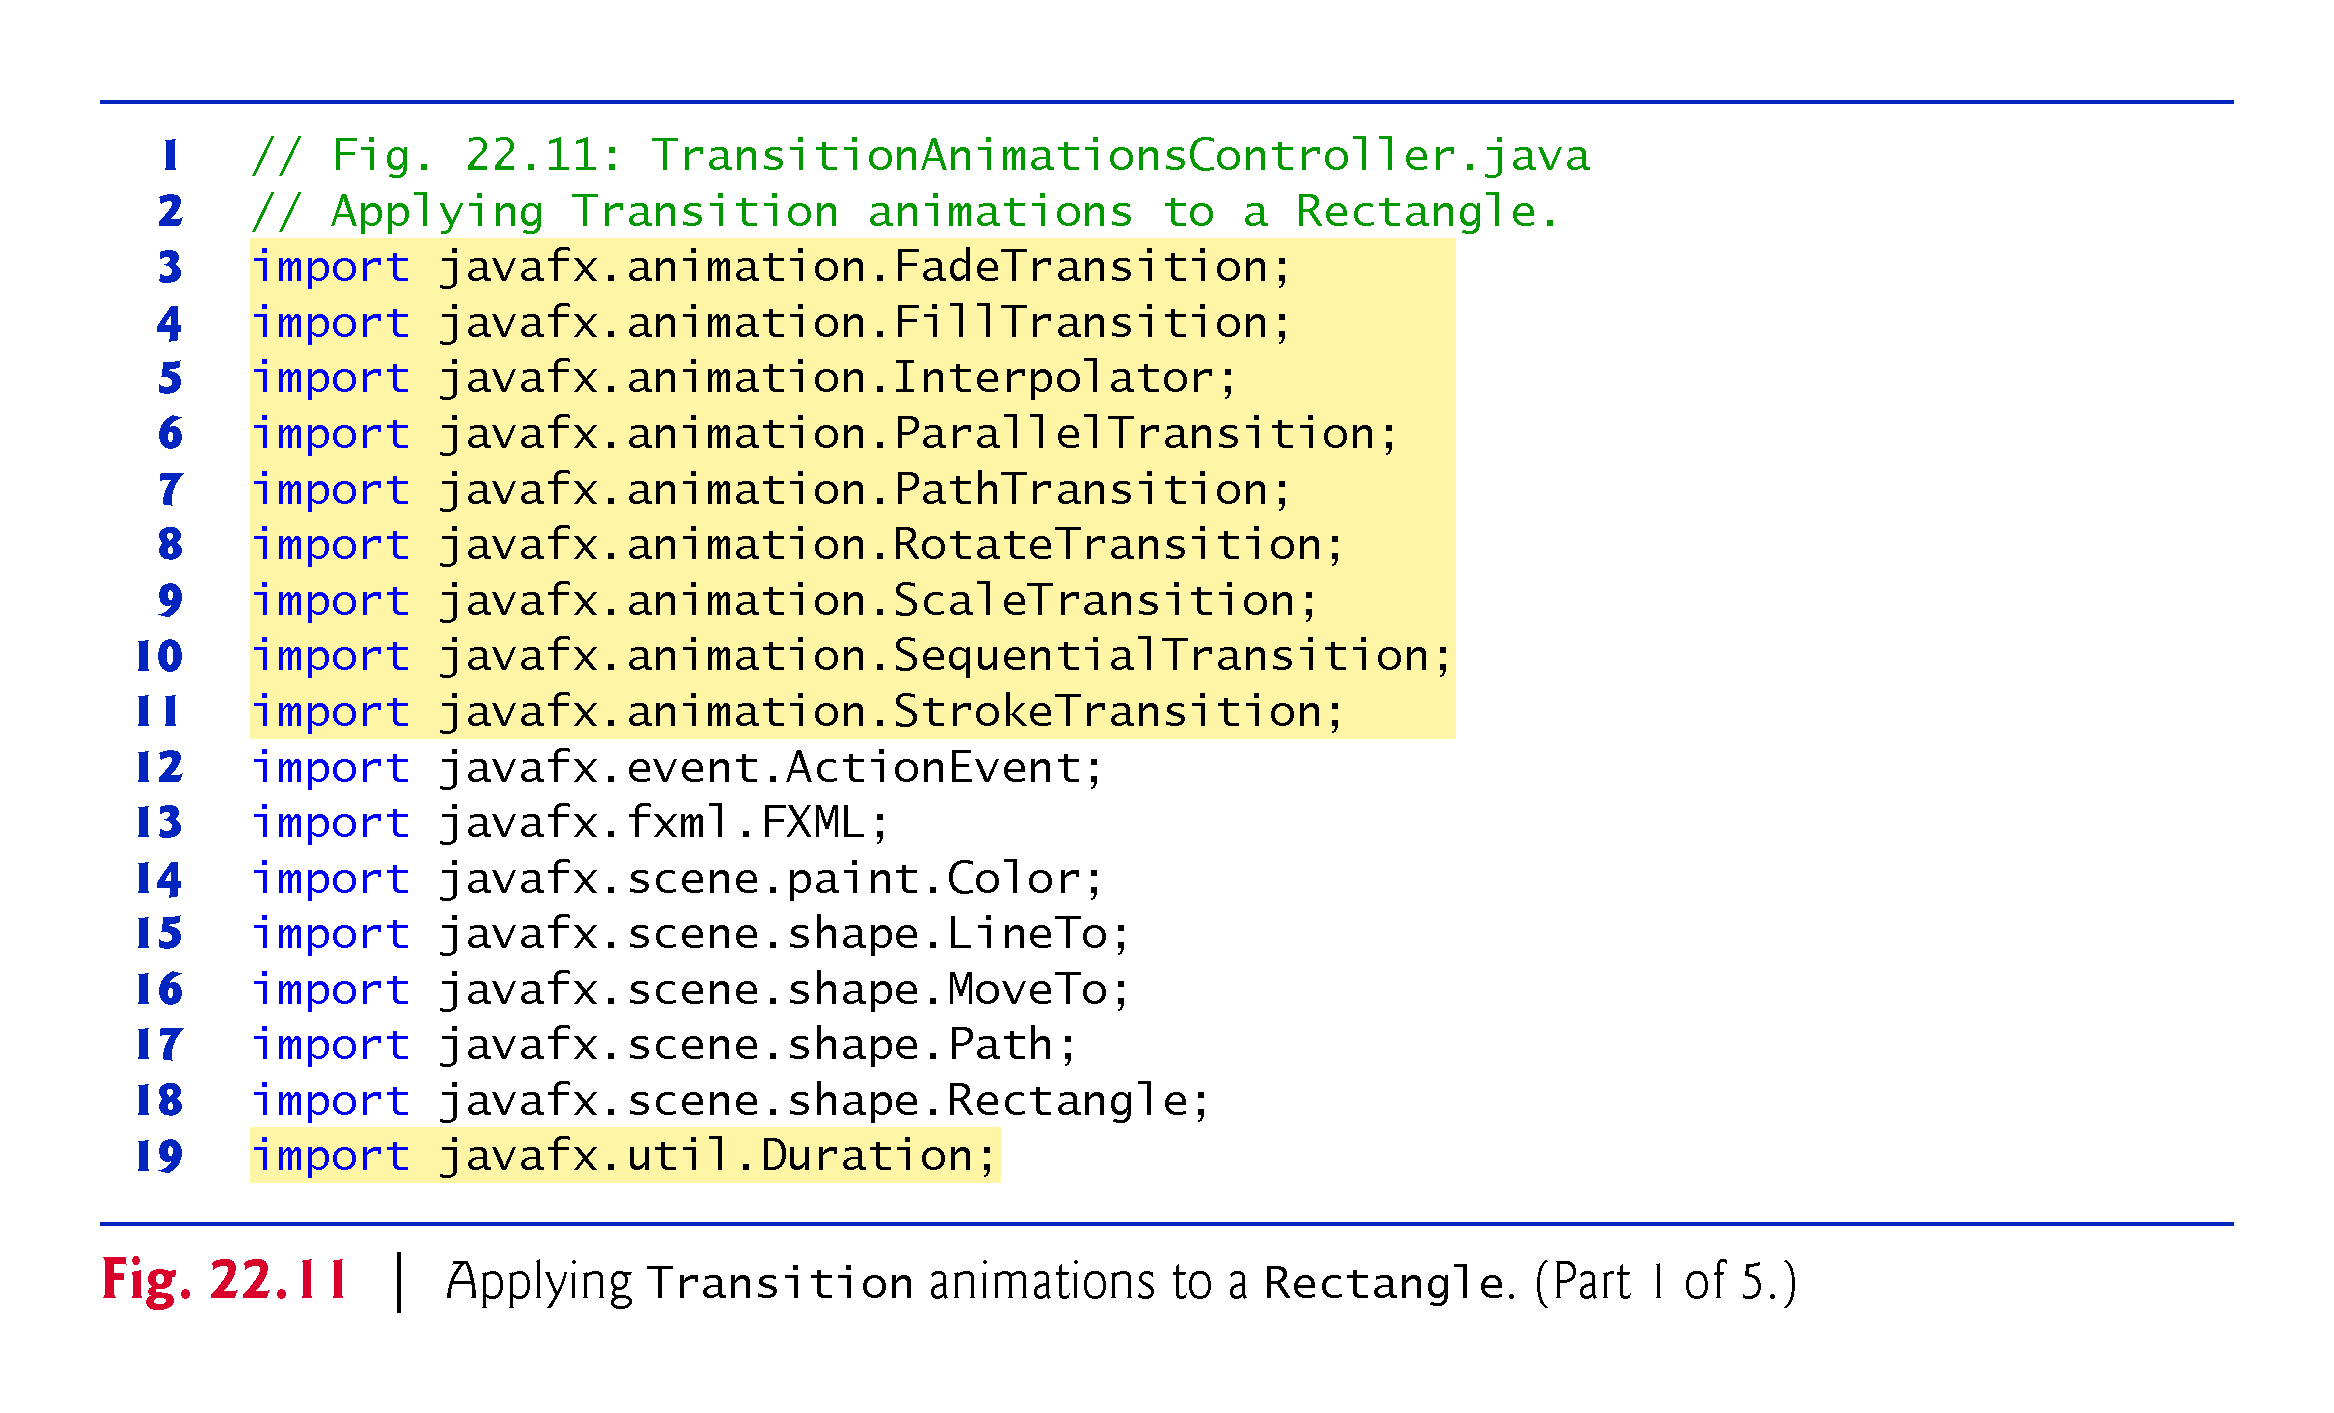 1 // Fig. 22.11: TransitionAnimationsController.java
2 // Applying Transition animations to a Rectangle.
3 import javafx.animation.FadeTransition;
4 import javafx.animation.FillTransition;
5 import javafx.animation.Interpolator;
6 import javafx.animation.ParallelTransition;
7 import javafx.animation.PathTransition;
8 import javafx.animation.RotateTransition;
9 import javafx.animation.ScaleTransition;
10 import javafx.animation.SequentialTransition;
11 import javafx.animation.StrokeTransition;
12 import javafx.event.ActionEvent;
13 import javafx.fxml.FXML;
14 import javafx.scene.paint.Color;
15 import javafx.scene.shape.LineTo;
16 import javafx.scene.shape.MoveTo;
17 import javafx.scene.shape.Path;
18 import javafx.scene.shape.Rectangle;
19 import javafx.util.Duration;
Fig. 22.11 | Applying Transition animations to a Rectangle. (Part 1 of 5.)